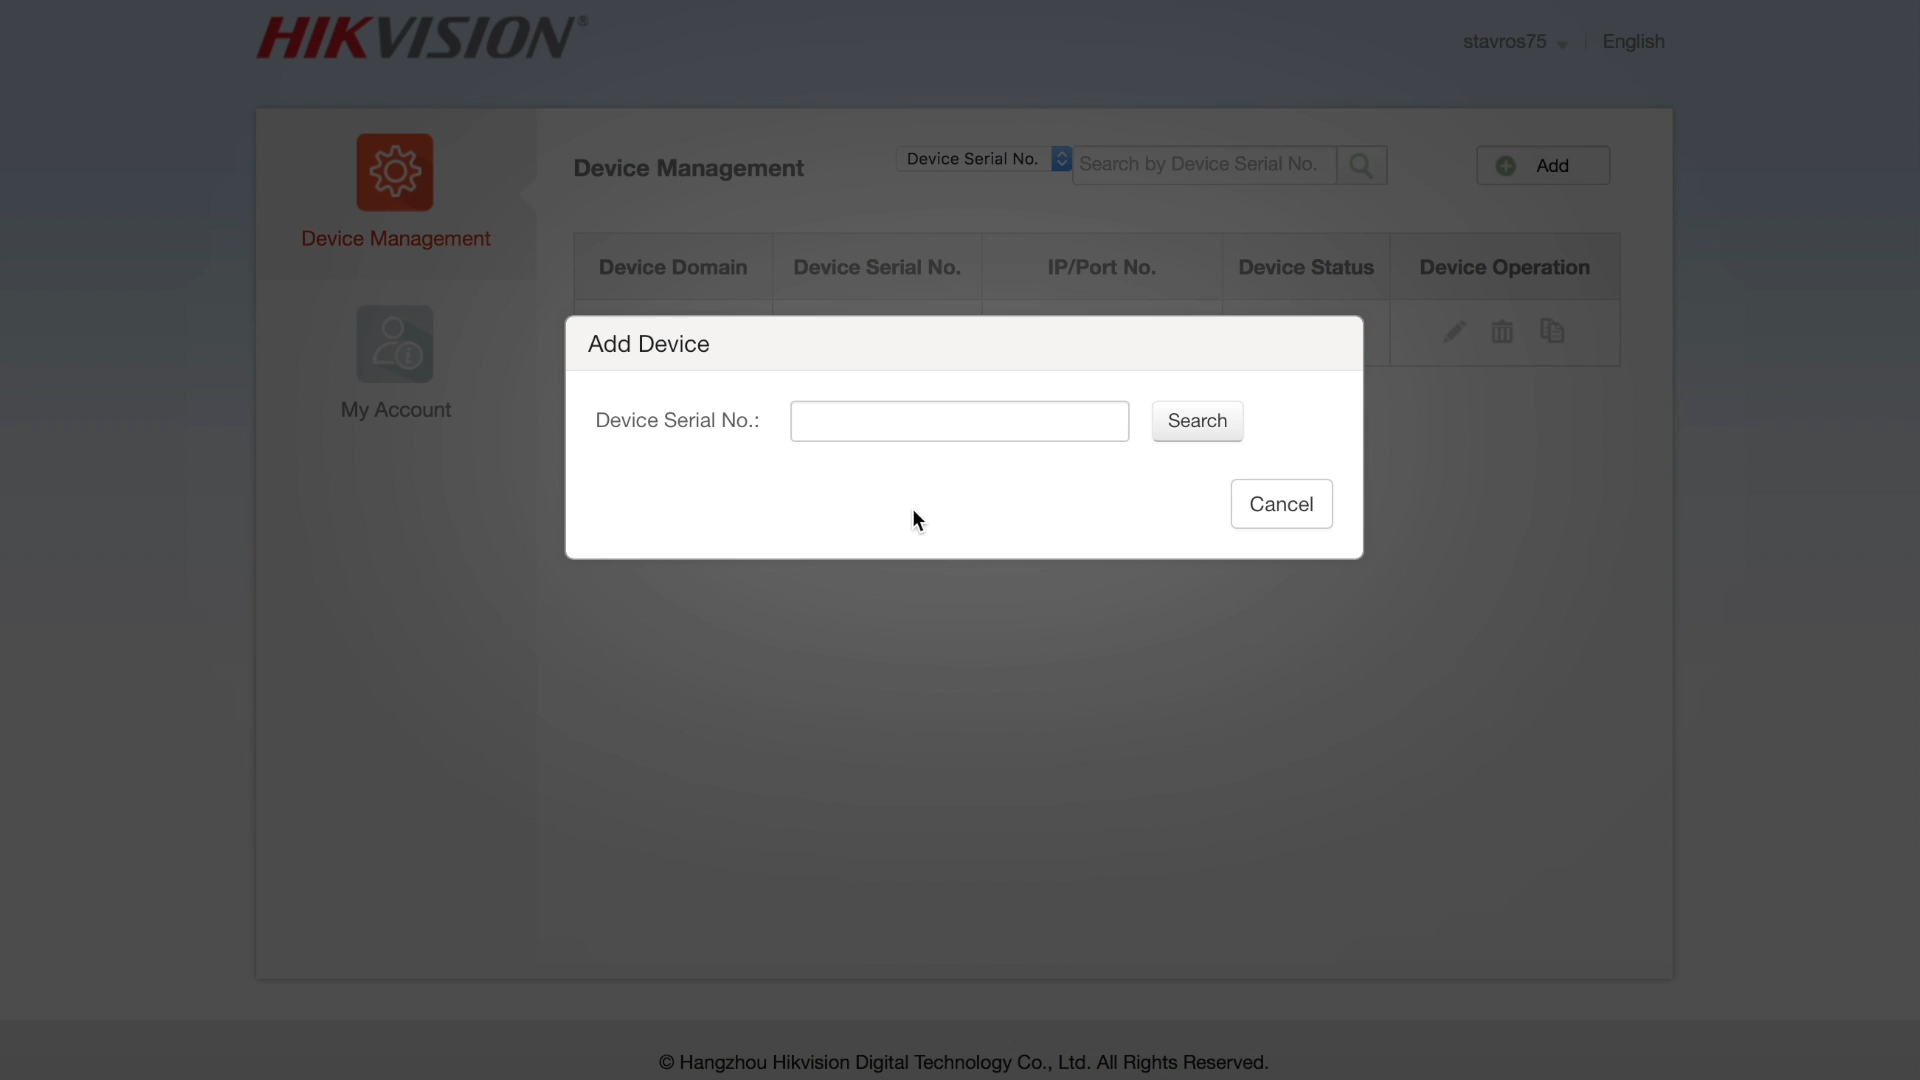 HIKVISION®
stavros75
English
Device Management
Device Serial No.
Search by Device Serial No.
Add
Device Management
Device Domain
Device Serial No.
IP/Port No.
Device Status
Device Operation
My Account
Add Device
Device Serial No.:
Search
Cancel
© Hangzhou Hikvision Digital Technology Co., Ltd. All Rights Reserved.